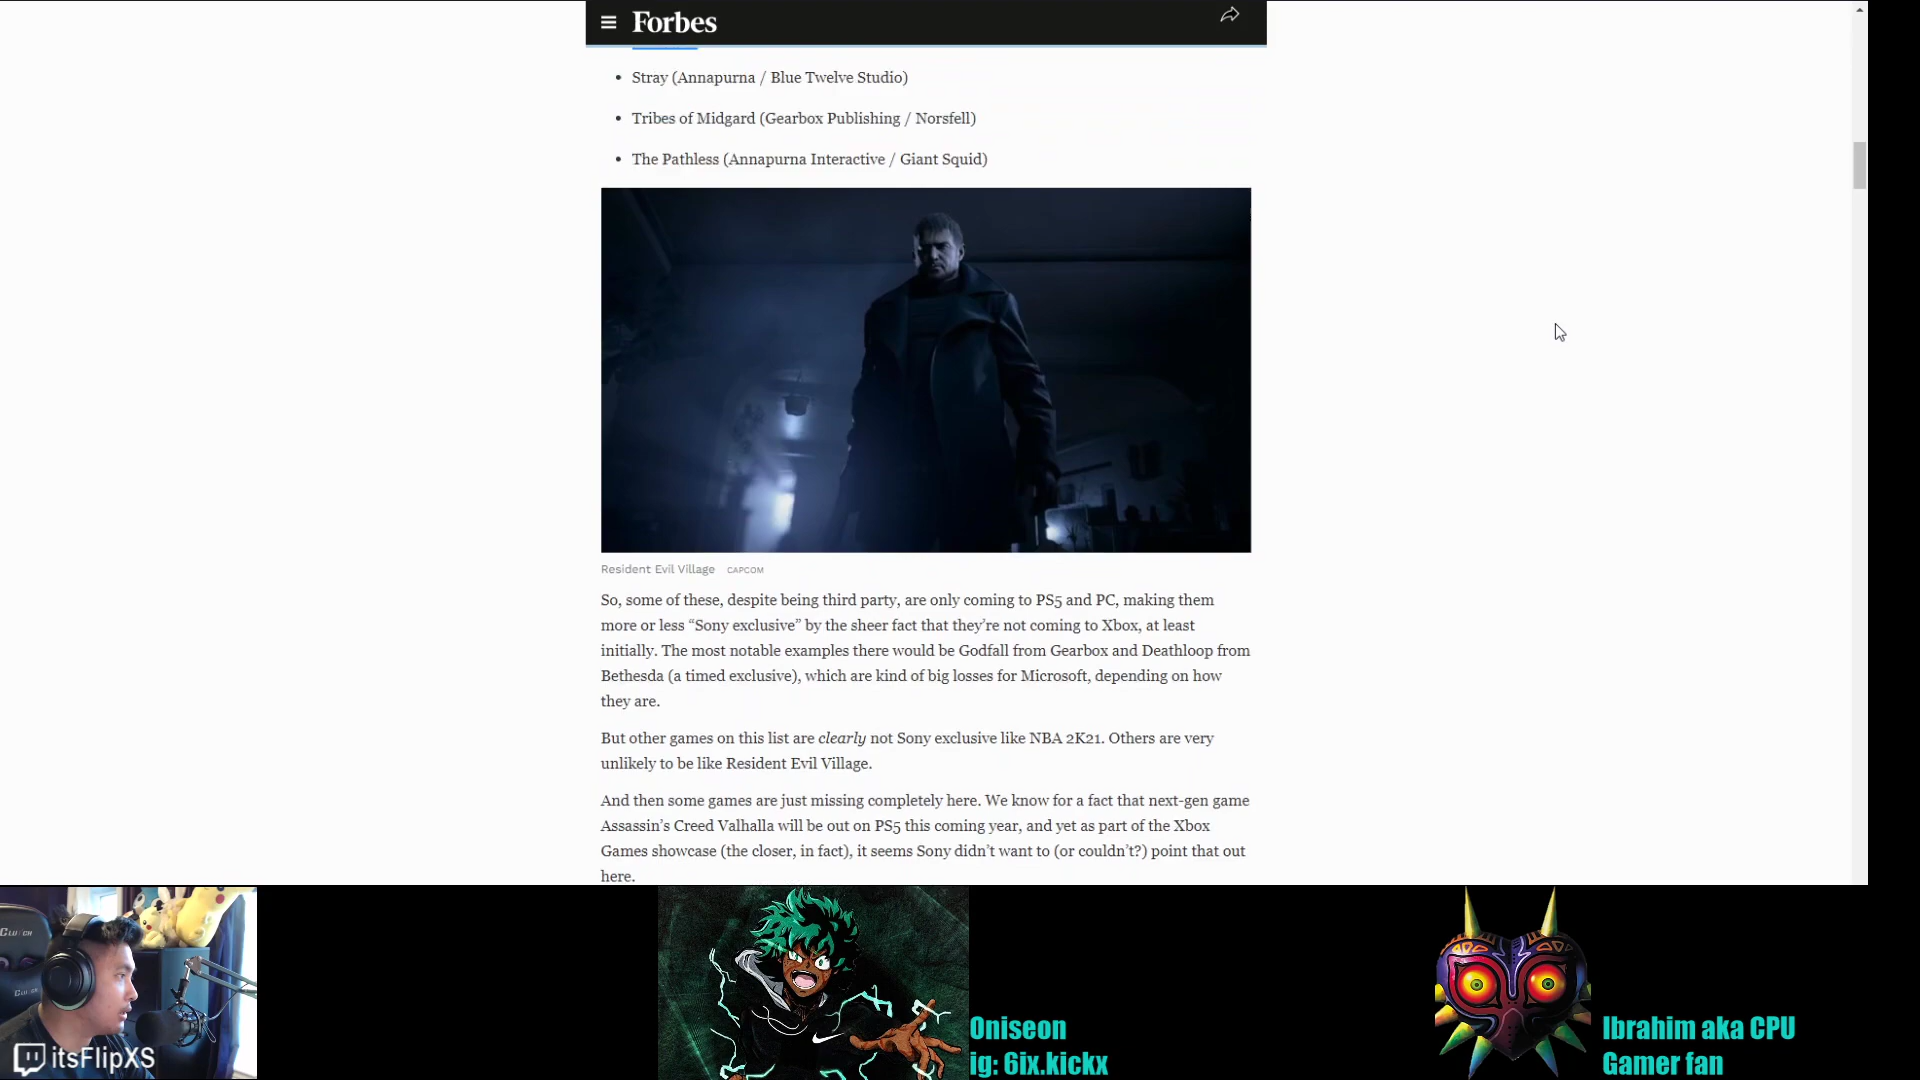 Forbes
Stray (Annapurna / Blue Twelve Studio)
Tribes of Midgard (Gearbox Publishing / Norsfell)
The Pathless (Annapurna Interactive / Giant Squid)
Resident Evil Village CAPCOM
So, some of these, despite being third party, are only coming to PS5 and PC, making them
more or less “Sony exclusive” by the sheer fact that they’re not coming to Xbox, at least
initially. The most notable examples there would be Godfall from Gearbox and Deathloop from
Bethesda (a timed exclusive), which are kind of big losses for Microsoft, depending on how
they are.
But other games on this list are clearly not Sony exclusive like NBA 2K21. Others are very
unlikely to be like Resident Evil Village.
And then some games are just missing completely here. We know for a fact that next-gen game
Assassin’s Creed Valhalla will be out on PS5 this coming year, and yet as part of the Xbox
Games showcase (the closer, in fact), it seems Sony didn’t want to (or couldn’t?) point that out
here.
CLUTCH
CLUTCH
itsFlipXS
Oniseon
ig: 6ix.kickx
Ibrahim aka CPU
Gamer fan